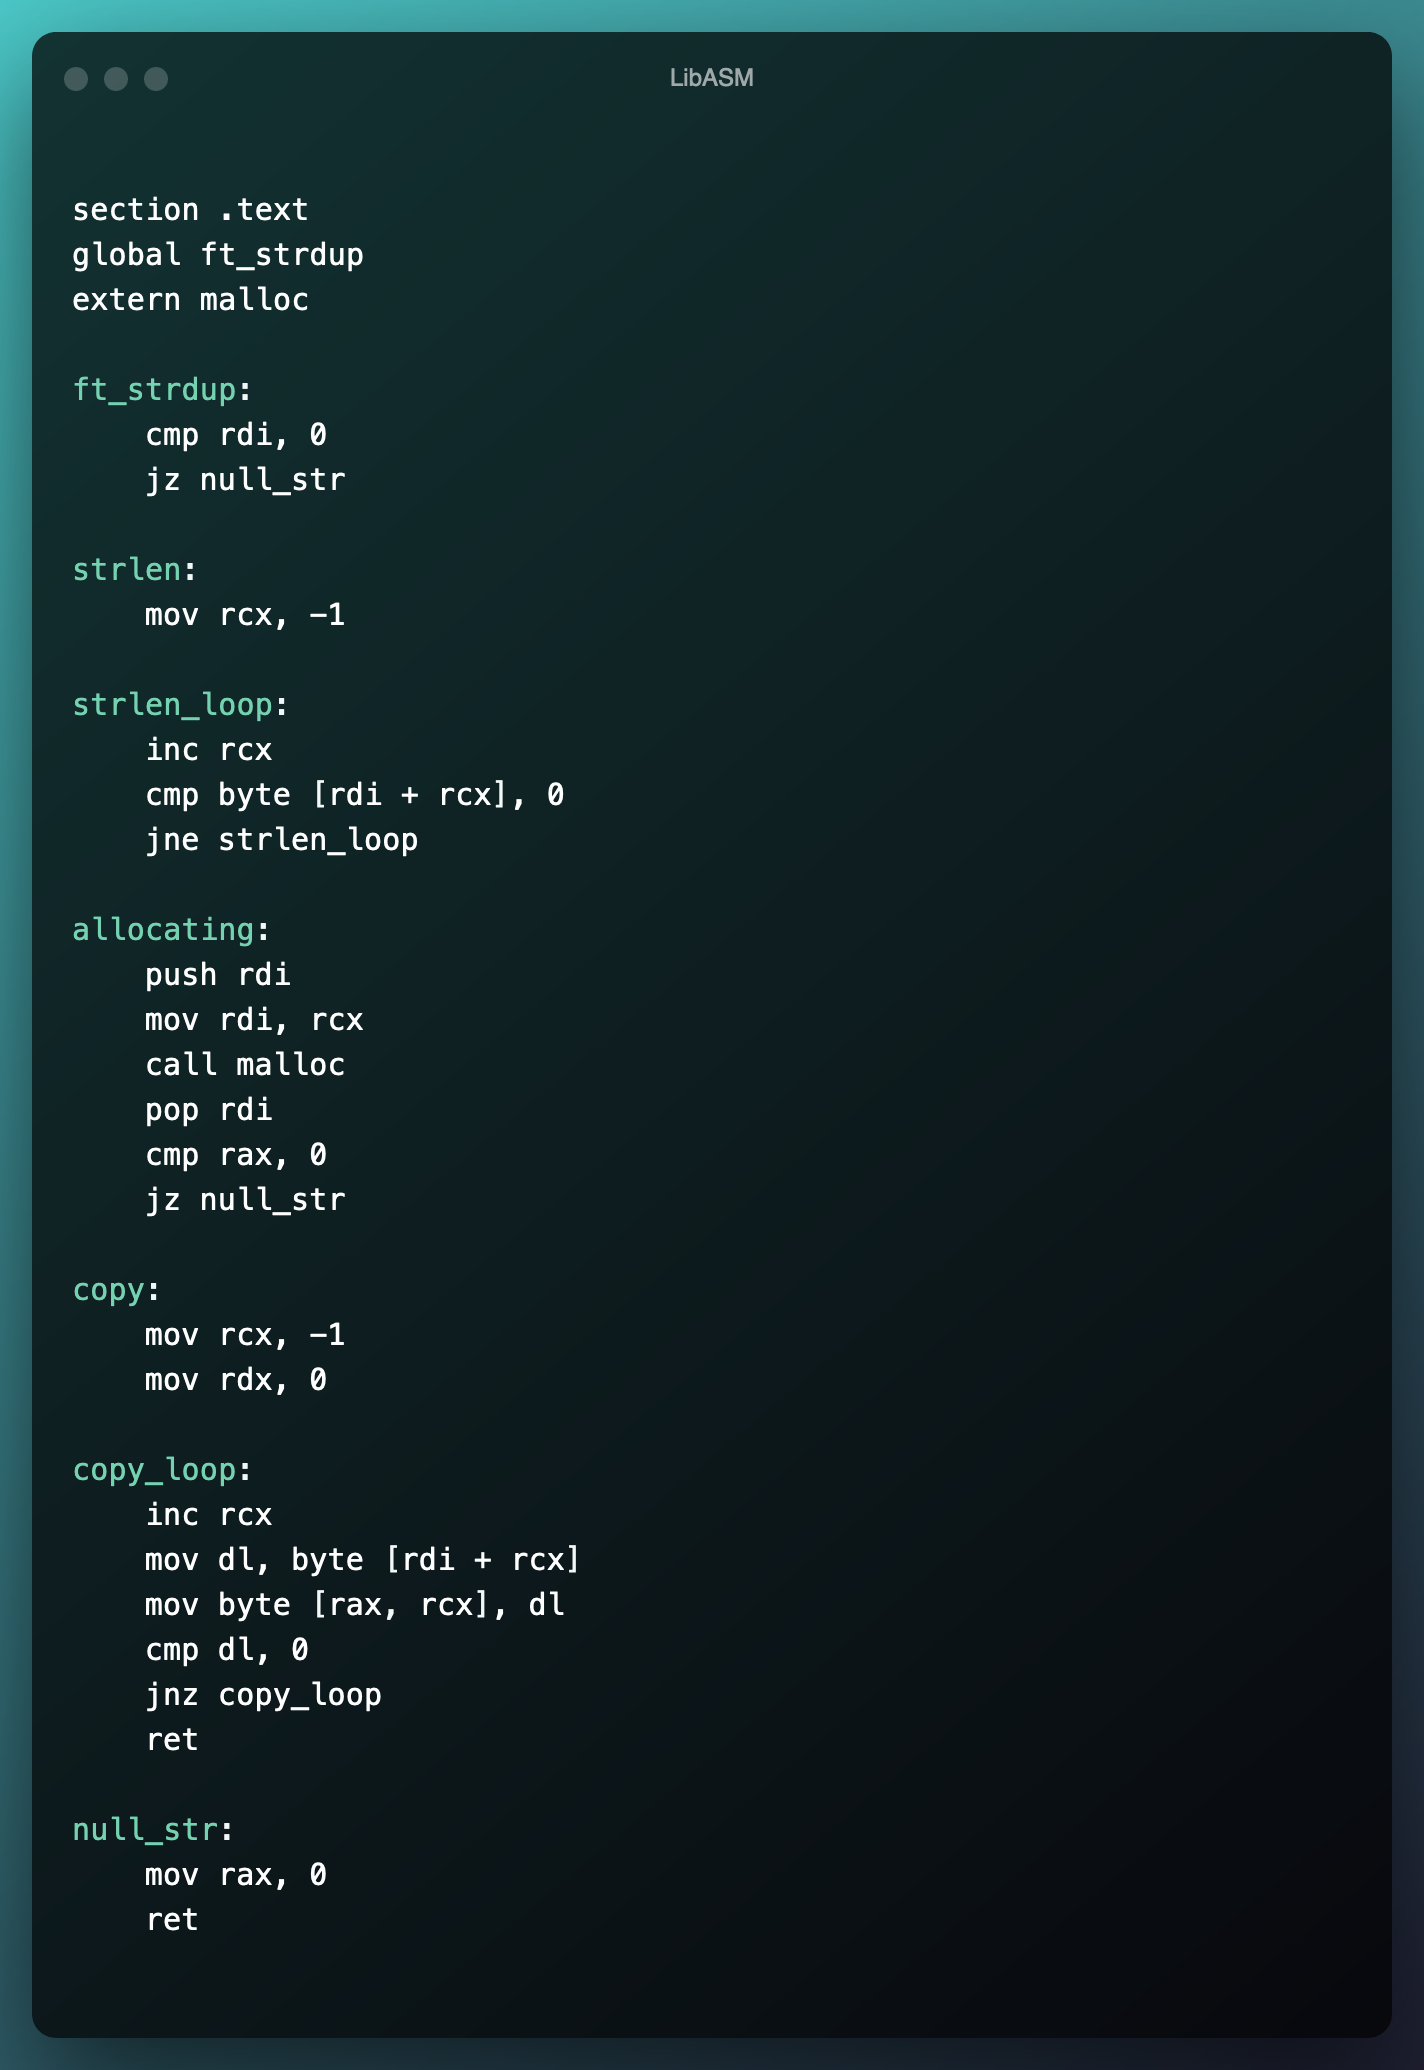 LibASM
section .text
global ft_strdup
extern malloc
ft_strdup:
cmp rdi, 0
jz null_str
strlen:
mov rcx, -1
strlen_loop:
inc rcx
cmp byte [rdi + rcx], 0
jne strlen_loop
allocating:
push rdi
mov rdi, rcx
call malloc
pop rdi
cmp rax, 0
jz null_str
copy:
mov rcx, -1
mov rdx, 0
copy_loop:
inc rcx
mov dl, byte [rdi + rcx]
mov byte [rax, rcx], dl
cmp dl, 0
jnz copy_loop
ret
null_str:
mov rax, 0
ret